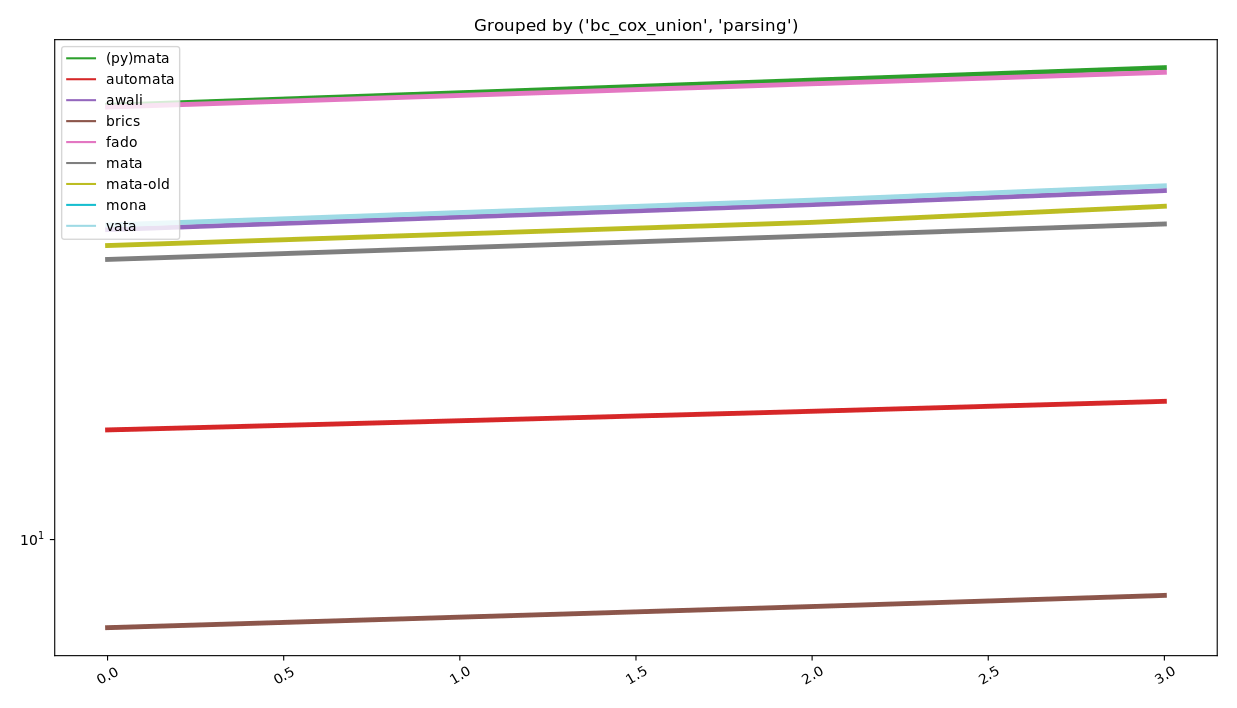 Grouped by ('bc_cox_union', 'parsing')
(py)mata
automata
awali
brics
fado
mata
mata-old
mona
vata
10^1
0.0 0.5 1.0 1.5 2.0 2.5 3.0